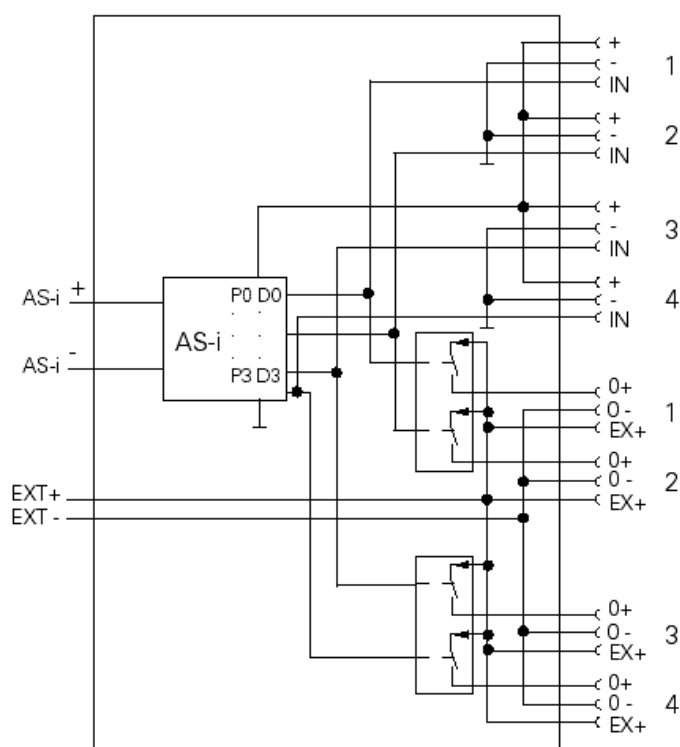 +
-
1
IN
+
-
2
IN
+
-
3
IN
+
-
4
IN
AS-i +
AS-i -
P0 D0
AS-i
P3 D3
0+
0-
1
EX+
0+
0-
2
EX+
EXT+
EXT-
0+
0-
3
EX+
0+
0-
4
EX+